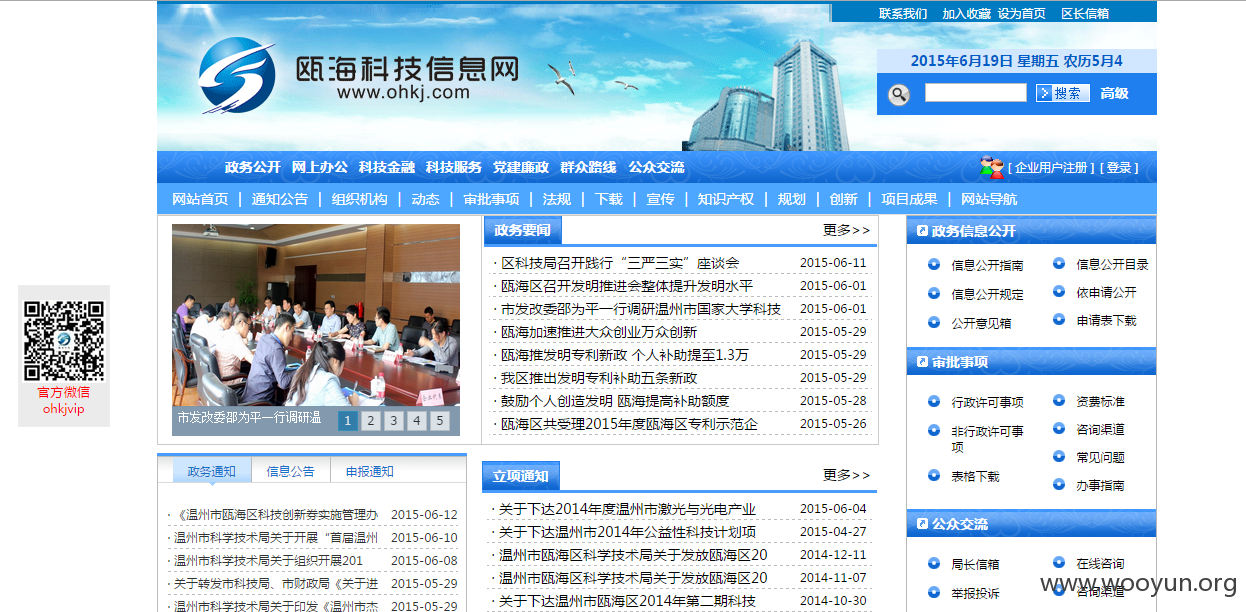 联系我们 加入收藏 设为首页 区长信箱
瓯海科技信息网
www.ohkj.com
2015年6月19日 星期五 农历5月4
搜索 高级
政务公开 网上办公 科技金融 科技服务 党建廉政 群众路线 公众交流
[ 企业用户注册 ] [ 登录 ]
网站首页 | 通知公告 | 组织机构 | 动态 | 审批事项 | 法规 | 下载 | 宣传 | 知识产权 | 规划 | 创新 | 项目成果 | 网站导航
官方微信
ohkjvip
市发改委邵为平一行调研温
1 2 3 4 5
政务要闻 更多>>
· 区科技局召开践行“三严三实”座谈会 2015-06-11
· 瓯海区召开发明推进会整体提升发明水平 2015-06-01
· 市发改委邵为平一行调研温州市国家大学科技 2015-06-01
· 瓯海加速推进大众创业万众创新 2015-05-29
· 瓯海推发明专利新政 个人补助提至1.3万 2015-05-29
· 我区推出发明专利补助五条新政 2015-05-29
· 鼓励个人创造发明 瓯海提高补助额度 2015-05-28
· 瓯海区共受理2015年度瓯海区专利示范企 2015-05-26
政务信息公开
信息公开指南 信息公开目录
信息公开规定 依申请公开
公开意见箱 申请表下载
审批事项
行政许可事项 资费标准
非行政许可事项 咨询渠道
常见问题
表格下载 办事指南
公众交流
局长信箱 在线咨询
举报投诉 咨询渠道
政务通知 信息公告 申报通知
· 《温州市瓯海区科技创新券实施管理办 2015-06-12
· 温州市科学技术局关于开展“首届温州 2015-06-10
· 温州市科学技术局关于组织开展201 2015-06-08
· 关于转发市科技局、市财政局《关于进 2015-05-29
· 温州市科学技术局关于印发《温州市杰 2015-05-29
立项通知 更多>>
· 关于下达2014年度温州市激光与光电产业 2015-06-04
· 关于下达温州市2014年公益性科技计划项 2015-04-27
· 温州市瓯海区科学技术局关于发放瓯海区20 2014-12-11
· 温州市瓯海区科学技术局关于发放瓯海区20 2014-11-07
· 关于下达温州市瓯海区2014年第二期科技 2014-10-30
www.wooyun.org